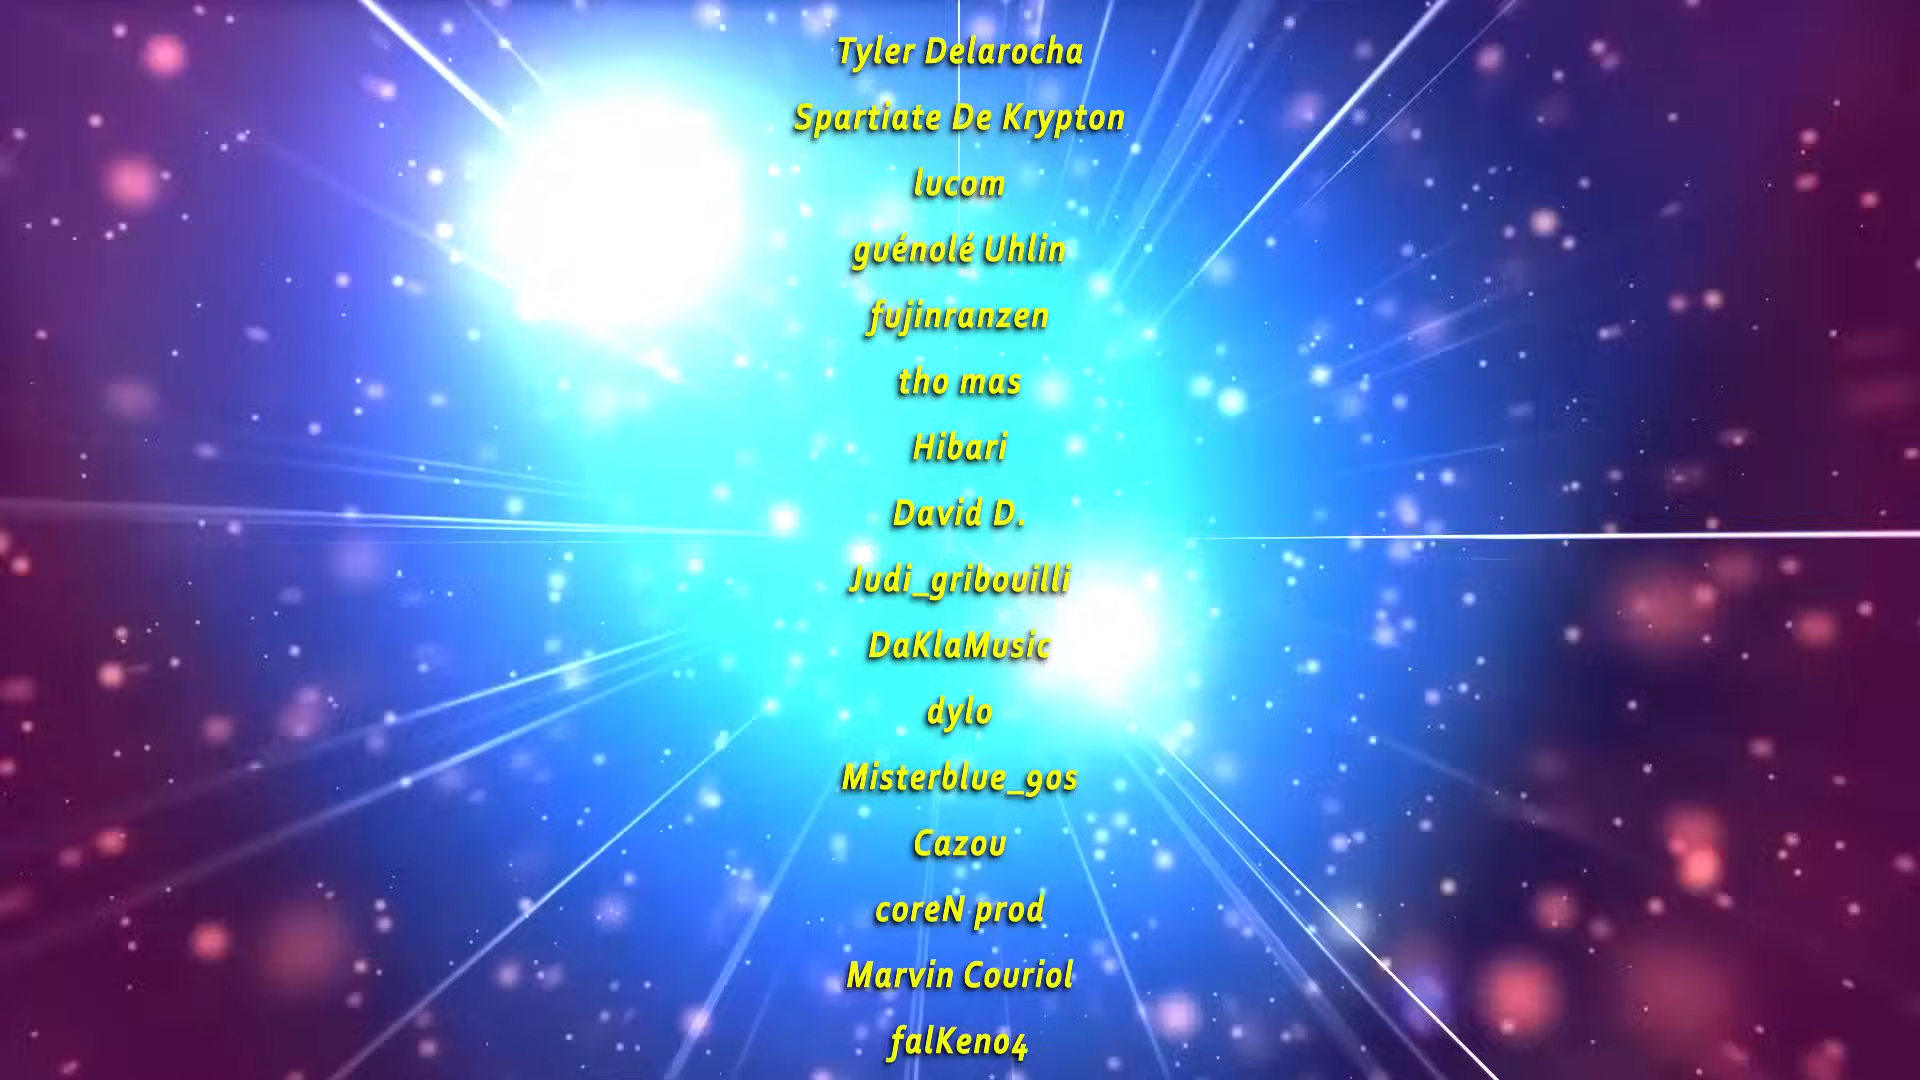 Tyler Delarocha
Spartiate De Krypton
lucom
guénolé Uhlin
fujinranzen
tho mas
Hibari
David D.
Judi_gribouilli
DaKlaMusic
dylo
Misterblue_90s
Cazou
coreN prod
Marvin Couriol
falKen04